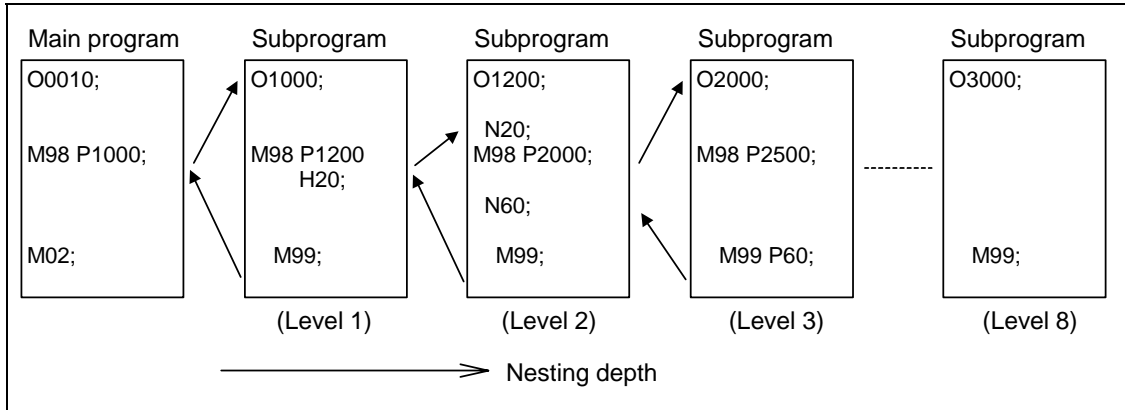 Main program
O0010;
M98 P1000;
M02;
Subprogram
O1000;
M98 P1200
H20;
M99;
(Level 1)
Subprogram
O1200;
N20;
M98 P2000;
N60;
M99;
(Level 2)
Subprogram
O2000;
M98 P2500;
M99 P60;
(Level 3)
Subprogram
O3000;
M99;
(Level 8)
Nesting depth